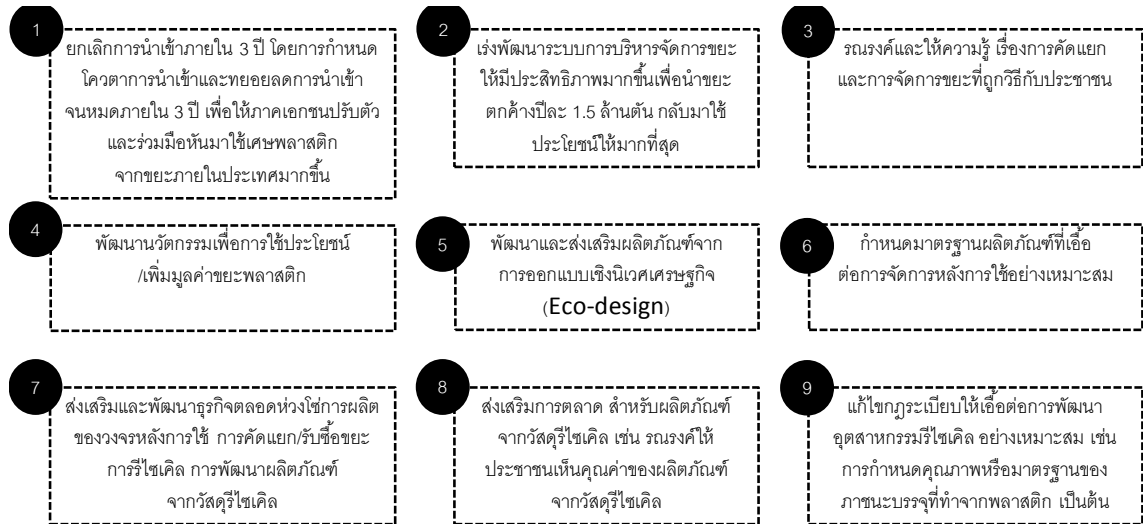 1
ยกเลิกการนำเข้าภายใน 3 ปี โดยการกำหนด
โควตาการนำเข้าและทยอยลดการนำเข้า
จนหมดภายใน 3 ปี เพื่อให้ภาคเอกชนปรับตัว
และร่วมมือหันมาใช้เศษพลาสติก
จากขยะภายในประเทศมากขึ้น
2
เร่งพัฒนาระบบการบริหารจัดการขยะ
ให้มีประสิทธิภาพมากขึ้นเพื่อนำขยะ
ตกค้างปีละ 1.5 ล้านตัน กลับมาใช้
ประโยชน์ให้มากที่สุด
3
รณรงค์และให้ความรู้ เรื่องการคัดแยก
และการจัดการขยะที่ถูกวิธีกับประชาชน
4
พัฒนานวัตกรรมเพื่อการใช้ประโยชน์
/เพิ่มมูลค่าขยะพลาสติก
5
พัฒนาและส่งเสริมผลิตภัณฑ์จาก
การออกแบบเชิงนิเวศเศรษฐกิจ
(Eco-design)
6
กำหนดมาตรฐานผลิตภัณฑ์ที่เอื้อ
ต่อการจัดการหลังการใช้อย่างเหมาะสม
7
ส่งเสริมและพัฒนาธุรกิจตลอดห่วงโซ่การผลิต
ของวงจรหลังการใช้ การคัดแยก/รับซื้อขยะ
การรีไซเคิล การพัฒนาผลิตภัณฑ์
จากวัสดุรีไซเคิล
8
ส่งเสริมการตลาด สำหรับผลิตภัณฑ์
จากวัสดุรีไซเคิล เช่น รณรงค์ให้
ประชาชนเห็นคุณค่าของผลิตภัณฑ์
จากวัสดุรีไซเคิล
9
แก้ไขกฎระเบียบให้เอื้อต่อการพัฒนา
อุตสาหกรรมรีไซเคิล อย่างเหมาะสม เช่น
การกำหนดคุณภาพหรือมาตรฐานของ
ภาชนะบรรจุที่ทำจากพลาสติก เป็นต้น